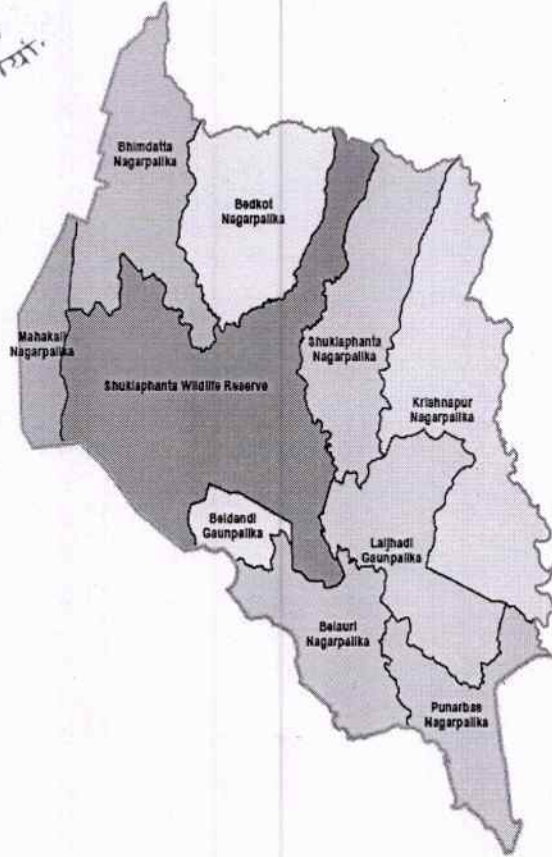 Bhimdatta
Nagarpalika
Bedkot
Nagarpalika
Mahakali
Nagarpalika
Shuklaphanta
Nagarpalika
Shuklaphanta Wildlife Reserve
Krishnapur
Nagarpalika
Beldandi
Gaunpalika
Laljhadi
Gaunpalika
Belauri
Nagarpalika
Punarbas
Nagarpalika